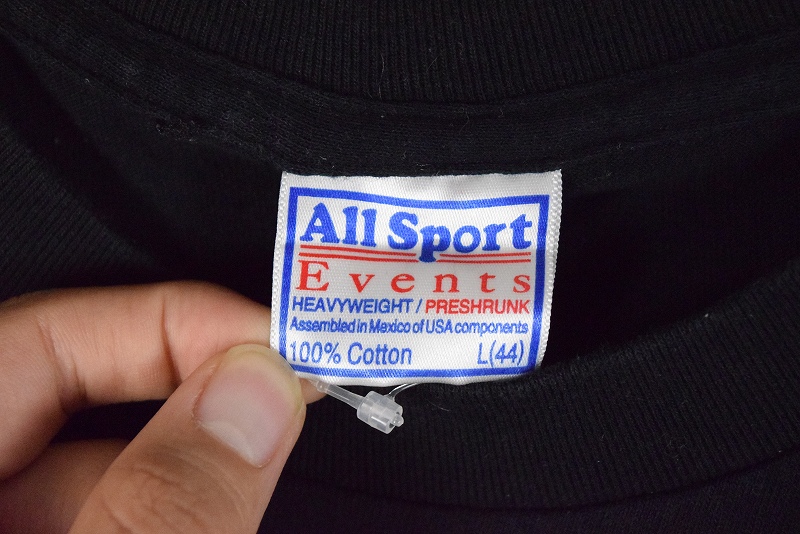 All Sport
Events
HEAVYWEIGHT / PRESHRUNK
Assembled in Mexico of USA components
100% Cotton L(44)